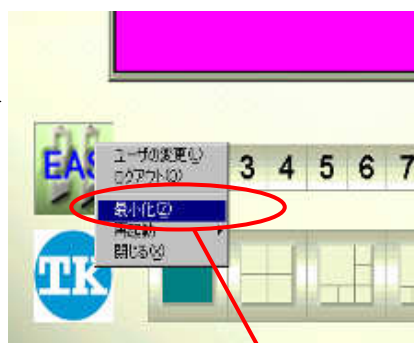 EAS
ユーザの変更(U)
ログアウト(O)
最小化(Z)
再起動
閉じる(X)
3 4 5 6 7
TK